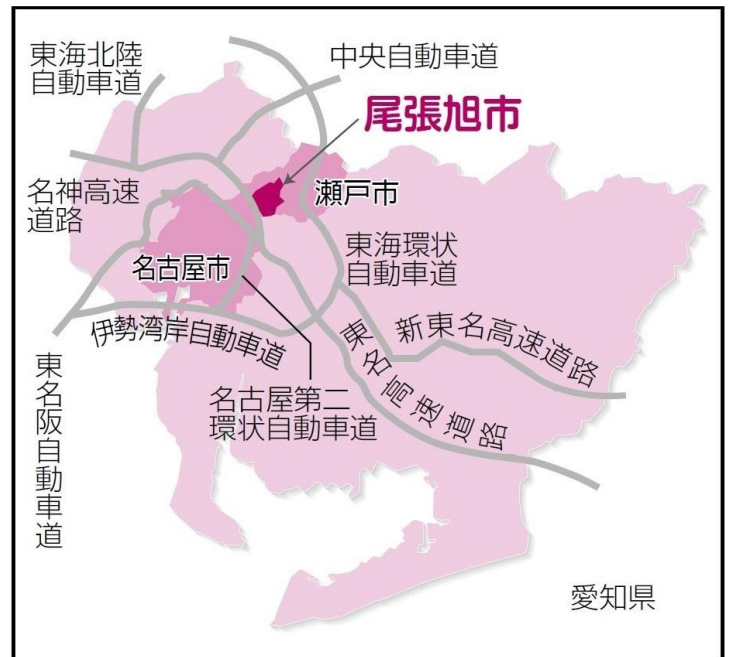 東海北陸
自動車道
中央自動車道
尾張旭市
名神高速
道路
瀬戸市
名古屋市
東海環状
自動車道
伊勢湾岸自動車道
新東名高速道路
東名高速道路
名古屋第二
環状自動車道
東名阪自動車道
愛知県